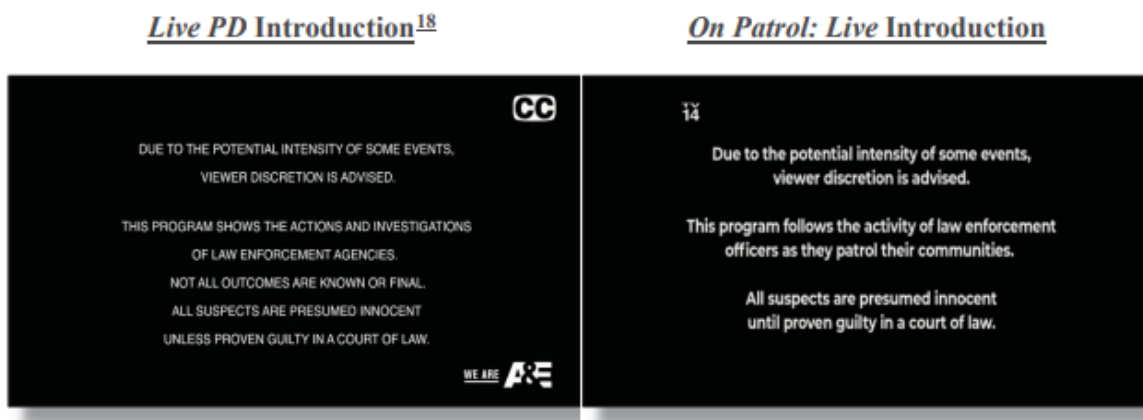 Live PD Introduction18
On Patrol: Live Introduction
CC
DUE TO THE POTENTIAL INTENSITY OF SOME EVENTS,
VIEWER DISCRETION IS ADVISED.
THIS PROGRAM SHOWS THE ACTIONS AND INVESTIGATIONS
OF LAW ENFORCEMENT AGENCIES.
NOT ALL OUTCOMES ARE KNOWN OR FINAL.
ALL SUSPECTS ARE PRESUMED INNOCENT
UNLESS PROVEN GUILTY IN A COURT OF LAW.
WE ARE A&E
TV
14
Due to the potential intensity of some events,
viewer discretion is advised.
This program follows the activity of law enforcement
officers as they patrol their communities.
All suspects are presumed innocent
until proven guilty in a court of law.